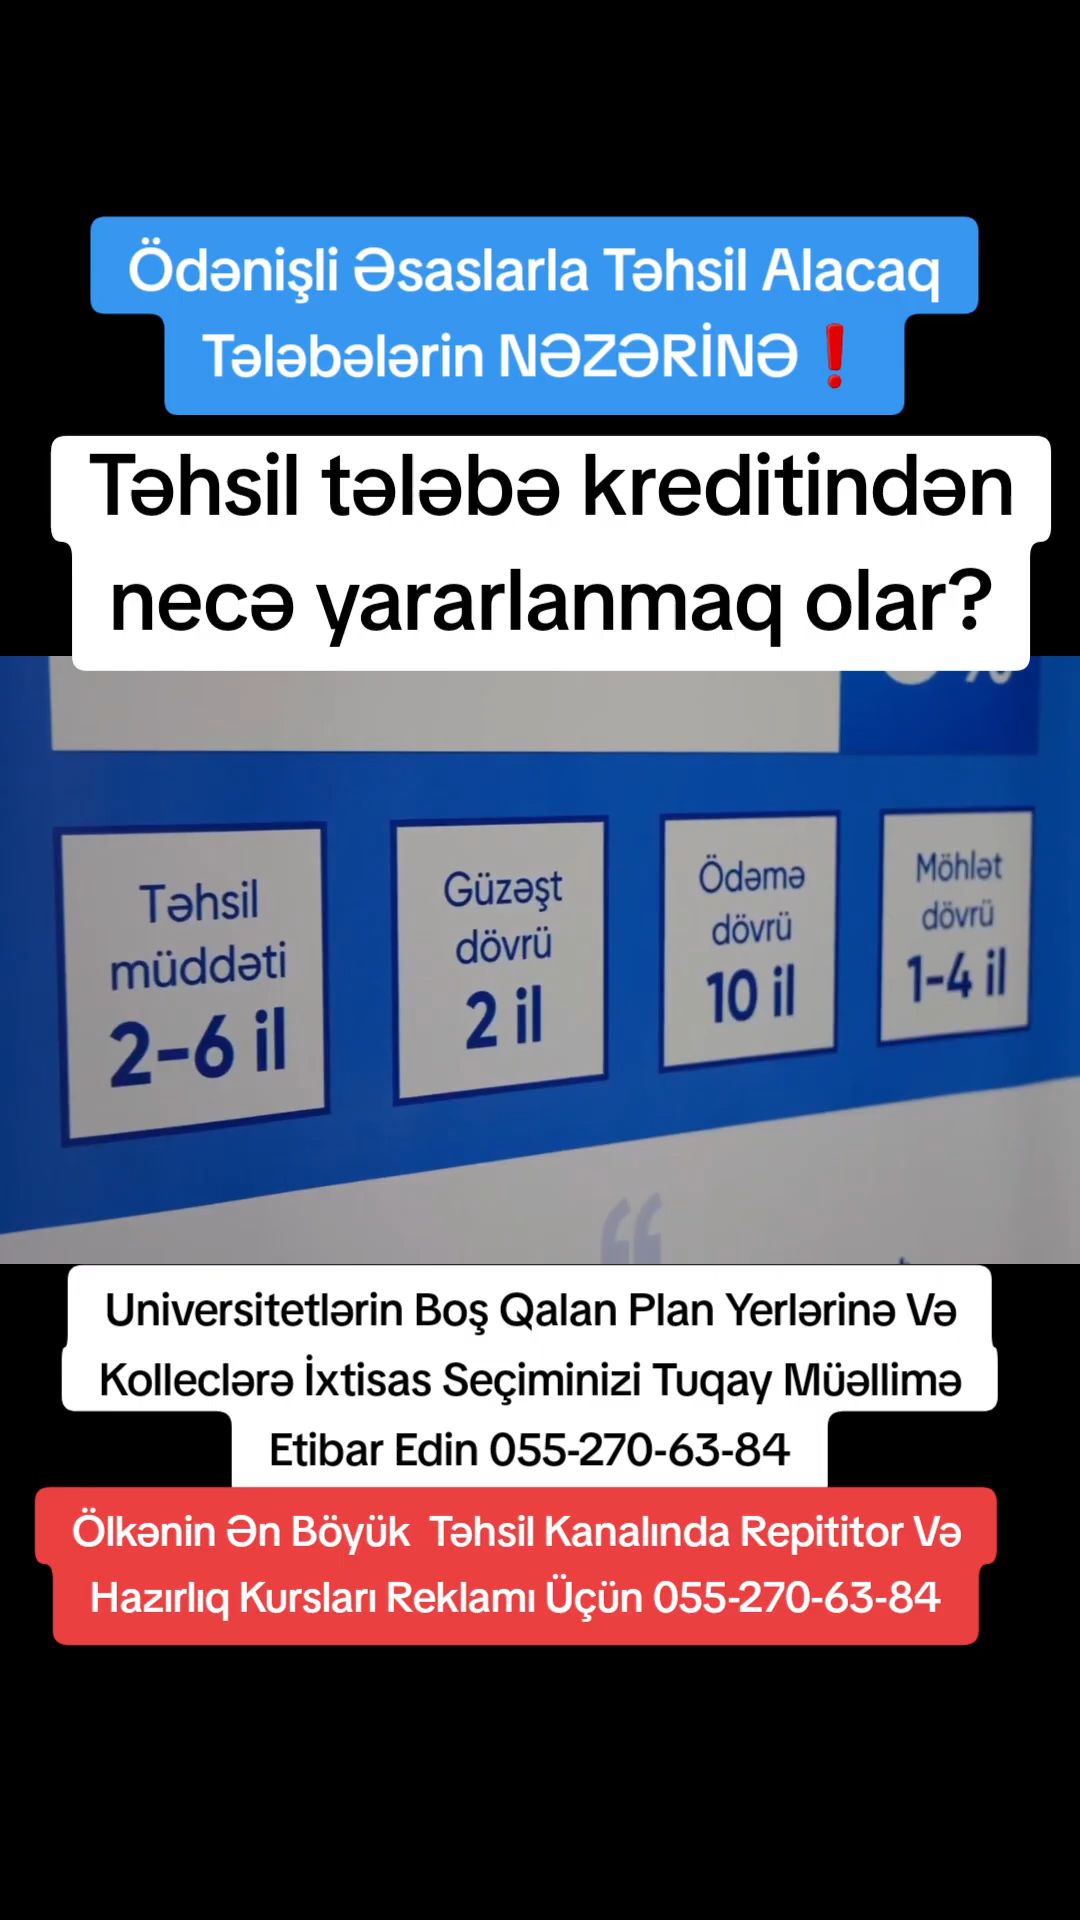 Ödənişli Əsaslarla Təhsil Alacaq
Tələbələrin NƏZƏRİNƏ❗
Təhsil tələbə kreditindən
necə yararlanmaq olar?
%
Təhsil
müddəti
2-6 il
Güzəşt
dövrü
2 il
Ödəmə
dövrü
10 il
Möhlət
dövrü
1-4 il
Universitetlərin Boş Qalan Plan Yerlərinə Və
Kolleclərə İxtisas Seçiminizi Tuqay Müəllimə
Etibar Edin 055-270-63-84
Ölkənin Ən Böyük Təhsil Kanalında Repititor Və
Hazırlıq Kursları Reklamı Üçün 055-270-63-84